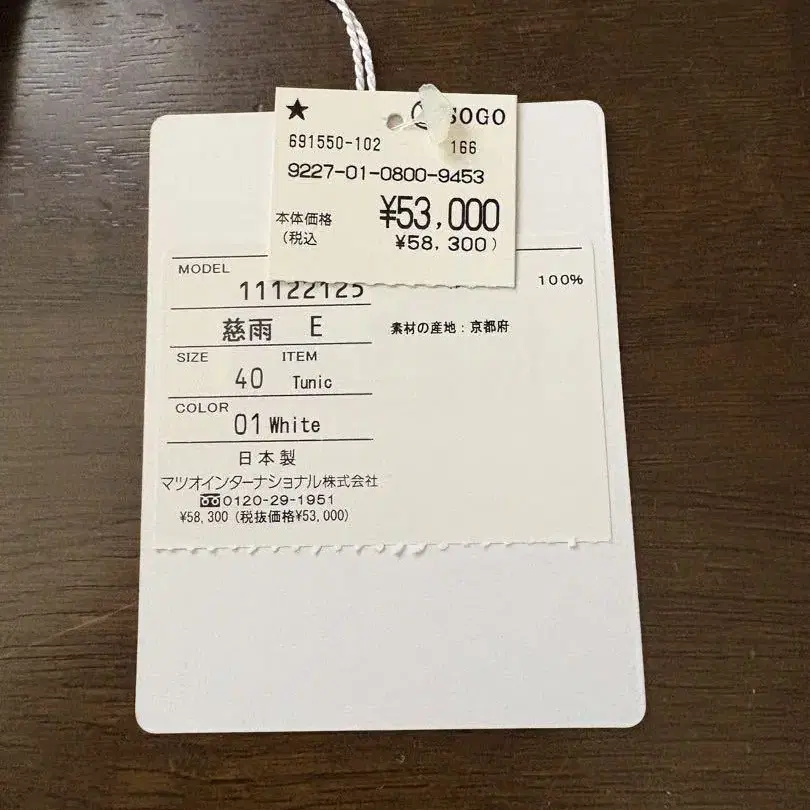 ★ SOGO
691550-102 166
9227-01-0800-9453
本体価格 ¥53,000
(税込 ¥58,300)
MODEL
11122125
慈雨 E
SIZE ITEM
40 Tunic
COLOR
01 White
日本製
マツオインターナショナル株式会社
0120-29-1951
¥58,300 (税抜価格¥53,000)
100%
素材の産地:京都府